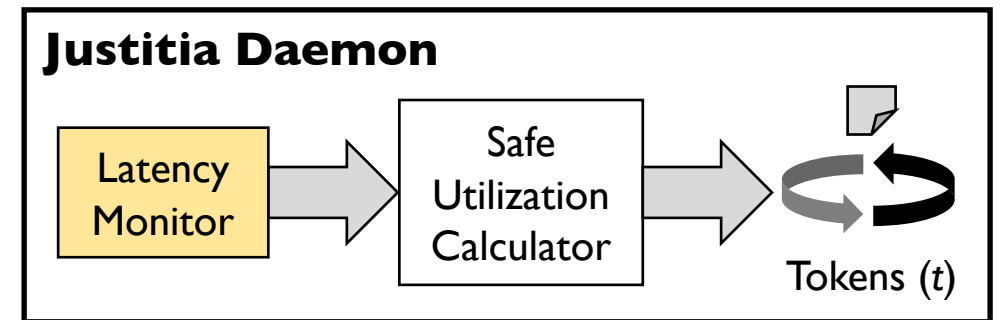 Justitia Daemon
Latency
Monitor
Safe
Utilization
Calculator
Tokens (t)